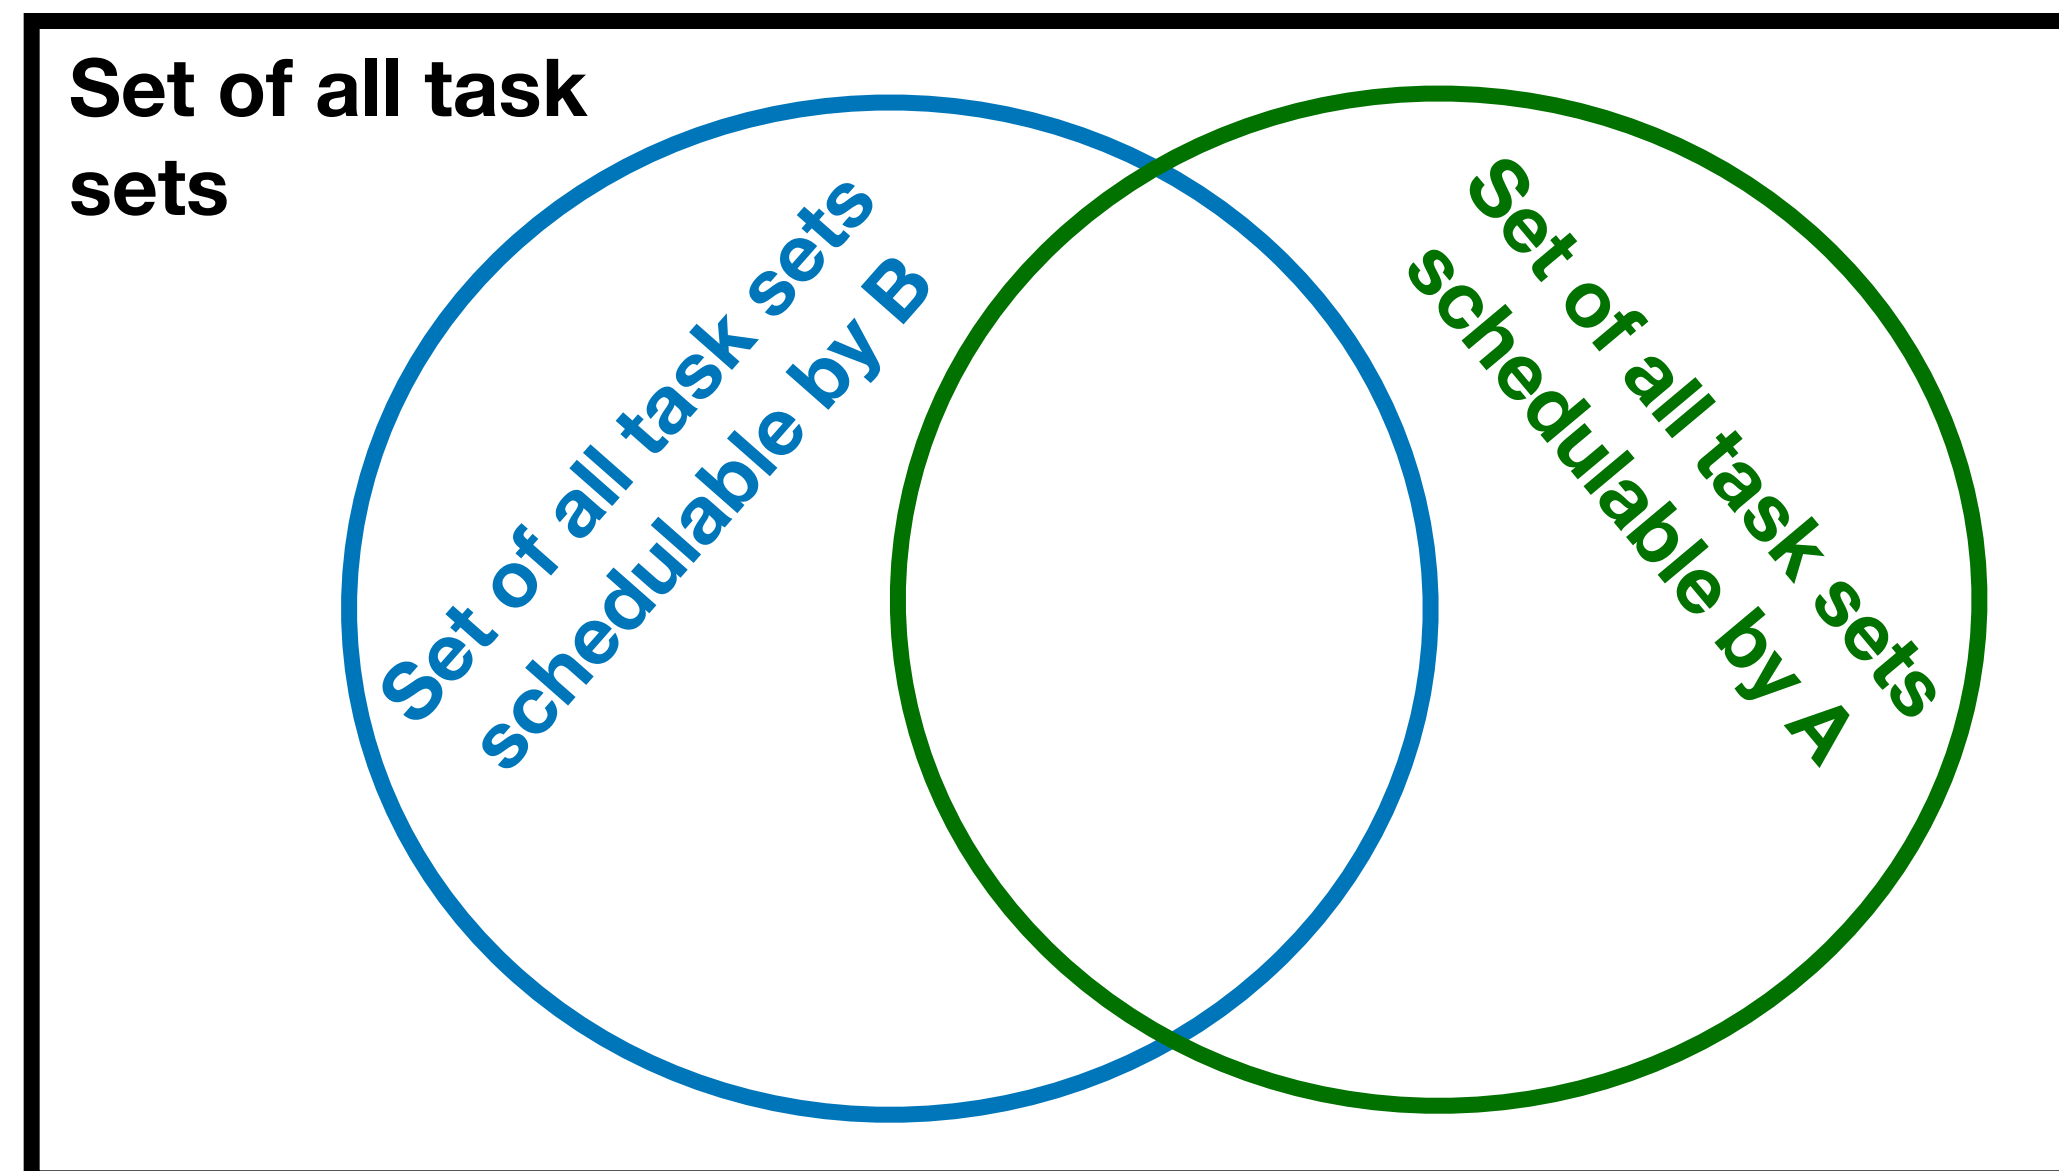 Set of all task
sets
Set of all task sets
schedulable by B
Set of all task sets
schedulable by A